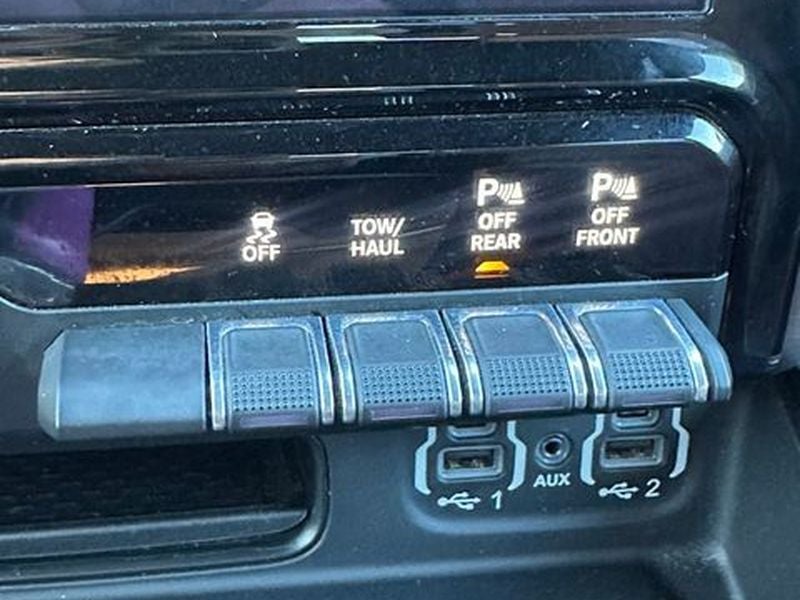 OFF
TOW/
HAUL
P
OFF
REAR
P
OFF
FRONT
1
AUX
2